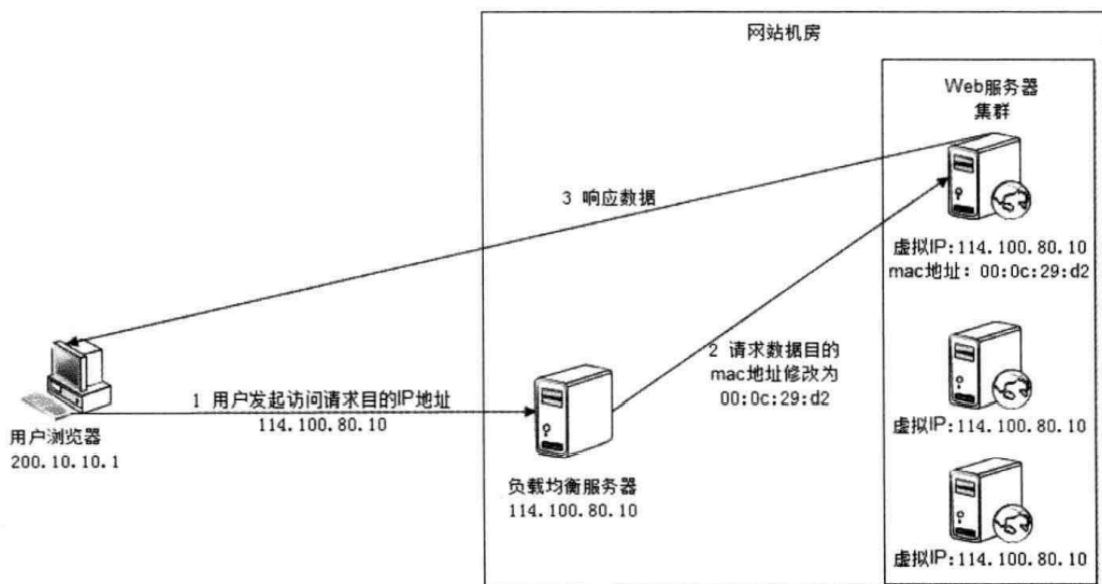 网站机房
Web服务器
集群
3 响应数据
虚拟IP:114.100.80.10
mac地址: 00:0c:29:d2
2 请求数据目的
mac地址修改为
00:0c:29:d2
1 用户发起访问请求目的IP地址
114.100.80.10
虚拟IP:114.100.80.10
用户浏览器
200.10.10.1
负载均衡服务器
114.100.80.10
虚拟IP:114.100.80.10